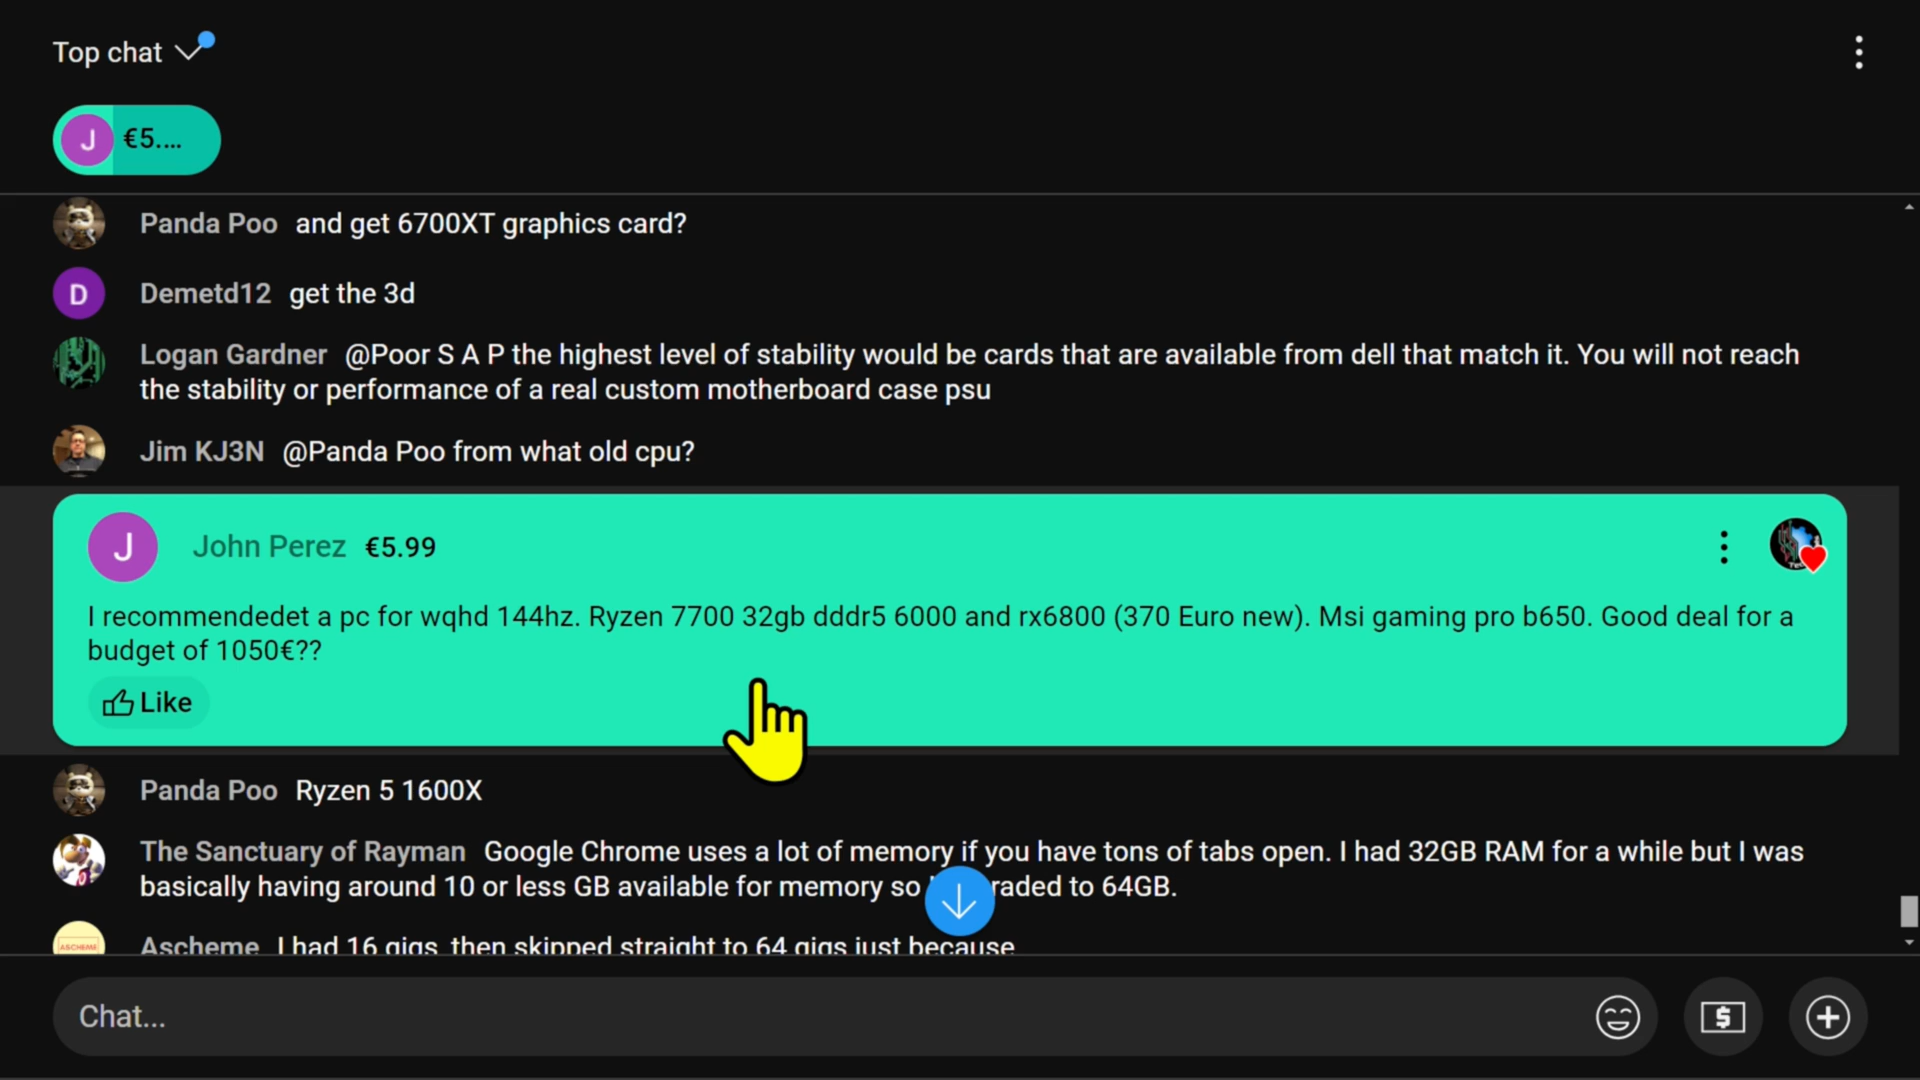 Top chat
J €5....
Panda Poo and get 6700XT graphics card?
D Demetd12 get the 3d
Logan Gardner @Poor S A P the highest level of stability would be cards that are available from dell that match it. You will not reach
the stability or performance of a real custom motherboard case psu
Jim KJ3N @Panda Poo from what old cpu?
J John Perez €5.99
I recommendedet a pc for wqhd 144hz. Ryzen 7700 32gb dddr5 6000 and rx6800 (370 Euro new). Msi gaming pro b650. Good deal for a
budget of 1050€??
Like
Panda Poo Ryzen 5 1600X
The Sanctuary of Rayman Google Chrome uses a lot of memory if you have tons of tabs open. I had 32GB RAM for a while but I was
basically having around 10 or less GB available for memory so raded to 64GB.
ASCHEME Ascheme I had 16 gigs, then skipped straight to 64 gigs just because
Chat...